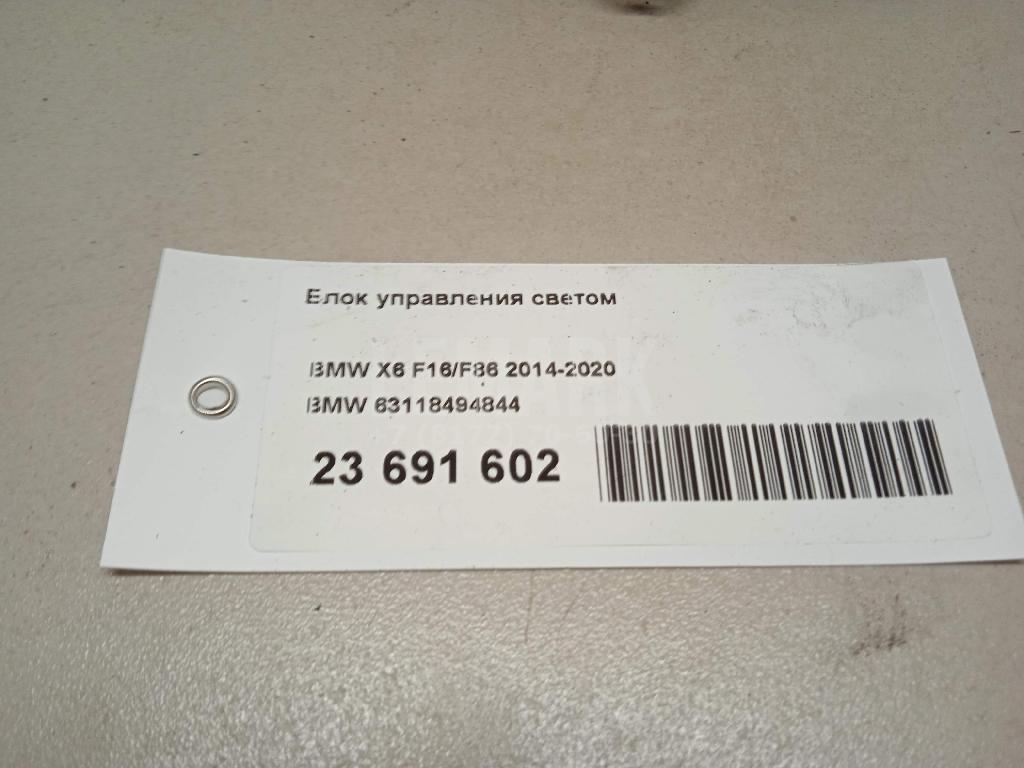 Блок управления светом
BMW X6 F16/F86 2014-2020
BMW 63118494844
23 691 602